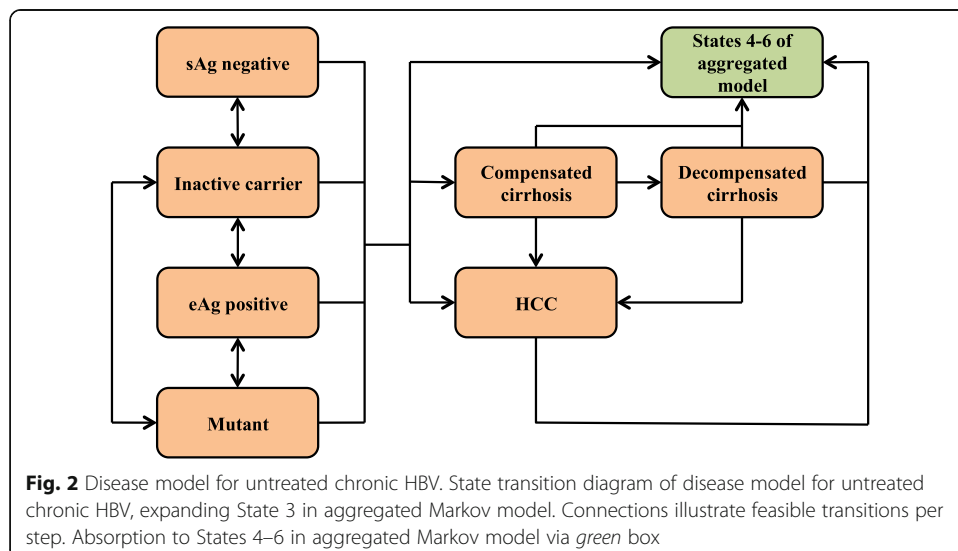 sAg negative
States 4-6 of
aggregated
model
Inactive carrier
Compensated
cirrhosis
Decompensated
cirrhosis
eAg positive
HCC
Mutant
Fig. 2 Disease model for untreated chronic HBV. State transition diagram of disease model for untreated
chronic HBV, expanding State 3 in aggregated Markov model. Connections illustrate feasible transitions per
step. Absorption to States 4–6 in aggregated Markov model via green box